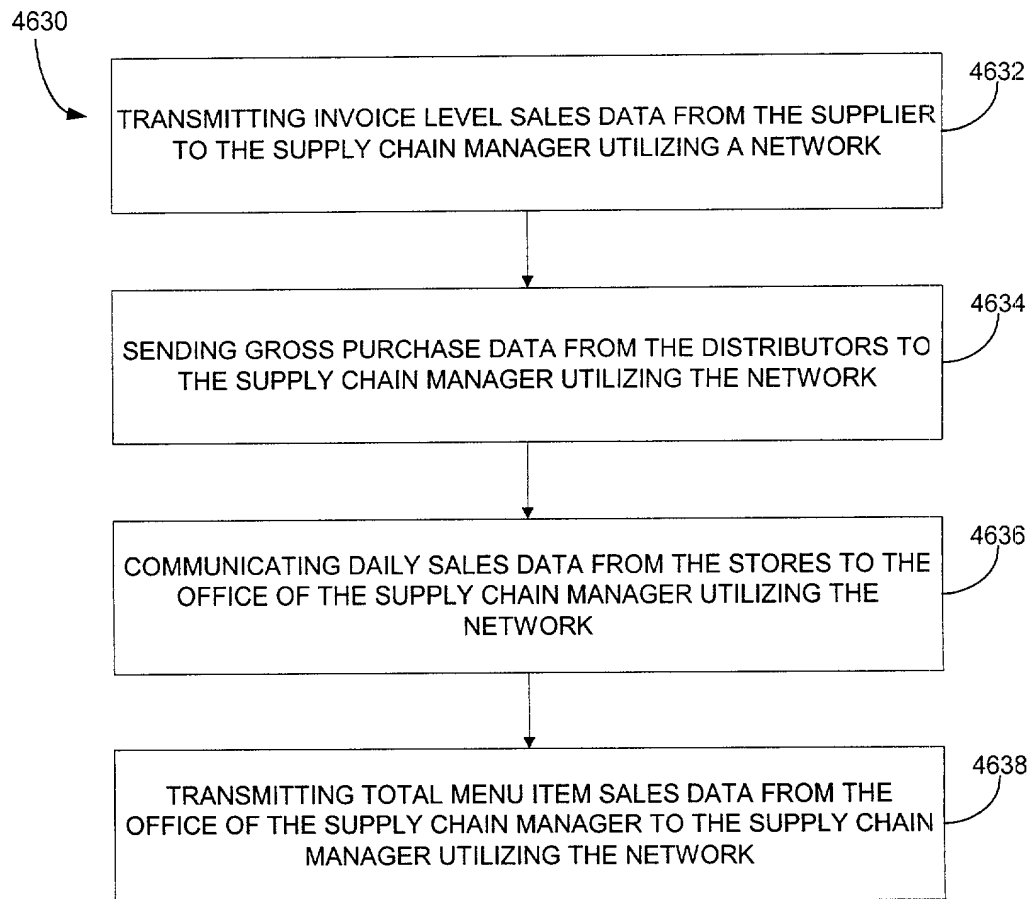 4630
4632
TRANSMITTING INVOICE LEVEL SALES DATA FROM THE SUPPLIER
TO THE SUPPLY CHAIN MANAGER UTILIZING A NETWORK
4634
SENDING GROSS PURCHASE DATA FROM THE DISTRIBUTORS TO
THE SUPPLY CHAIN MANAGER UTILIZING THE NETWORK
4636
COMMUNICATING DAILY SALES DATA FROM THE STORES TO THE
OFFICE OF THE SUPPLY CHAIN MANAGER UTILIZING THE
NETWORK
4638
TRANSMITTING TOTAL MENU ITEM SALES DATA FROM THE
OFFICE OF THE SUPPLY CHAIN MANAGER TO THE SUPPLY CHAIN
MANAGER UTILIZING THE NETWORK